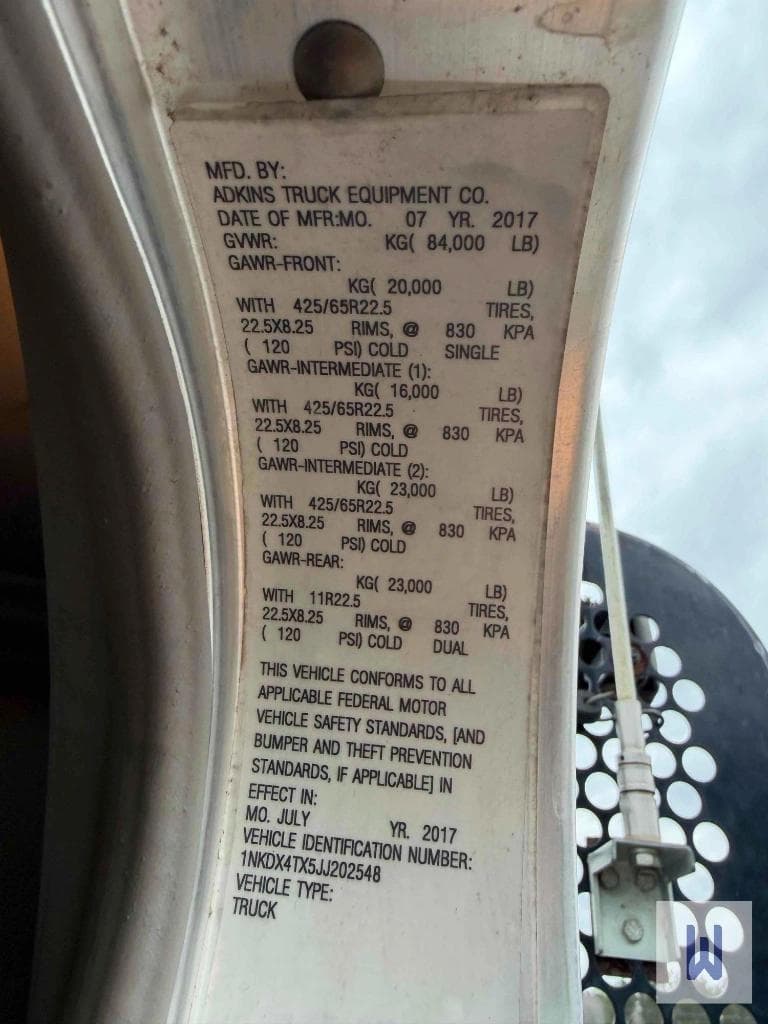 MFD. BY:
ADKINS TRUCK EQUIPMENT CO.
DATE OF MFR:MO. 07 YR. 2017
GVWR: KG( 84,000 LB)
GAWR-FRONT:
KG( 20,000 LB)
WITH 425/65R22.5 TIRES,
22.5X8.25 RIMS, @ 830 KPA
( 120 PSI) COLD SINGLE
GAWR-INTERMEDIATE (1):
KG( 16,000 LB)
WITH 425/65R22.5 TIRES,
22.5X8.25 RIMS, @ 830 KPA
( 120 PSI) COLD
GAWR-INTERMEDIATE (2):
KG( 23,000 LB)
WITH 425/65R22.5 TIRES,
22.5X8.25 RIMS, @ 830 KPA
( 120 PSI) COLD
GAWR-REAR:
KG( 23,000 LB)
WITH 11R22.5 TIRES,
22.5X8.25 RIMS, @ 830 KPA
( 120 PSI) COLD DUAL
THIS VEHICLE CONFORMS TO ALL
APPLICABLE FEDERAL MOTOR
VEHICLE SAFETY STANDARDS, [AND
BUMPER AND THEFT PREVENTION
STANDARDS, IF APPLICABLE] IN
EFFECT IN:
MO. JULY YR. 2017
VEHICLE IDENTIFICATION NUMBER:
1NKDX4TX5JJ202548
VEHICLE TYPE:
TRUCK
W